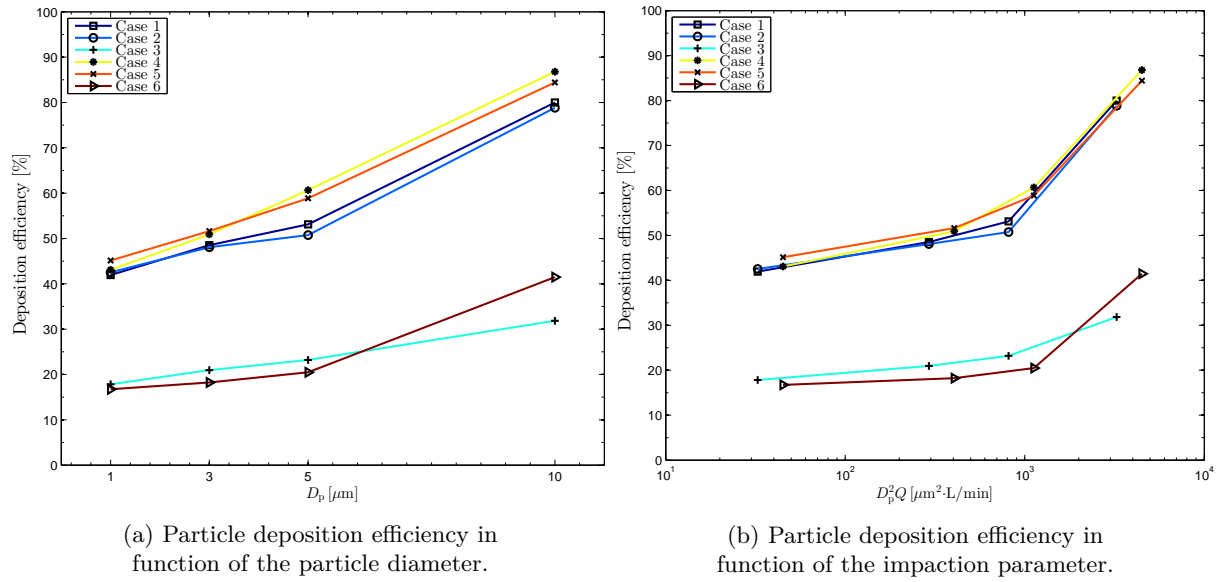 Case 1
Case 2
Case 3
Case 4
Case 5
Case 6
100
90
80
70
60
50
40
30
20
10
0
Deposition efficiency [%]
1 3 5 10
D_p [μm]
(a) Particle deposition efficiency in
function of the particle diameter.
Case 1
Case 2
Case 3
Case 4
Case 5
Case 6
100
90
80
70
60
50
40
30
20
10
0
Deposition efficiency [%]
10^1 10^2 10^3 10^4
D_p^2 Q [μm²·L/min]
(b) Particle deposition efficiency in
function of the impaction parameter.